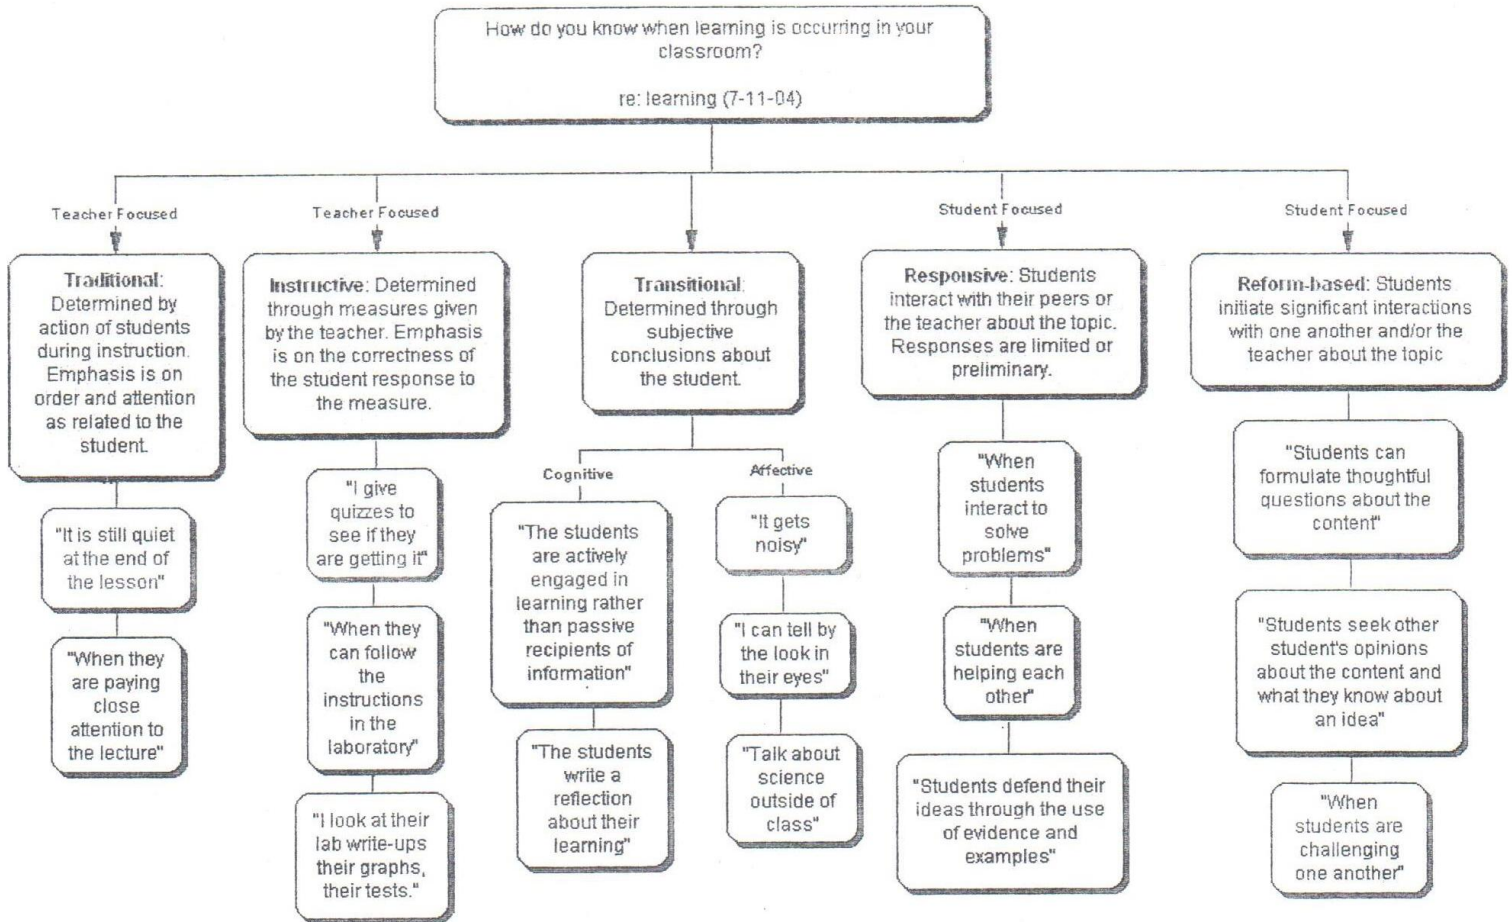 How do you know when learning is occurring in your
classroom?
re: learning (7-11-04)
Teacher Focused
Traditional:
Determined by
action of students
during instruction.
Emphasis is on
order and attention
as related to the
student.
"It is still quiet
at the end of
the lesson"
"When they
are paying
close
attention to
the lecture"
Teacher Focused
Instructive: Determined
through measures given
by the teacher. Emphasis
is on the correctness of
the student response to
the measure.
"I give
quizzes to
see if they
are getting it"
"When they
can follow
the
instructions
in the
laboratory"
"I look at their
lab write-ups
their graphs,
their tests."
Transitional:
Determined through
subjective
conclusions about
the student.
Cognitive
"The students
are actively
engaged in
learning rather
than passive
recipients of
information"
"The students
write a
reflection
about their
learning"
Affective
"It gets
noisy"
"I can tell by
the look in
their eyes"
"Talk about
science
outside of
class"
Student Focused
Responsive: Students
interact with their peers or
the teacher about the topic.
Responses are limited or
preliminary.
"When
students
interact to
solve
problems"
"When
students are
helping each
other"
"Students defend their
ideas through the use
of evidence and
examples"
Student Focused
Reform-based: Students
initiate significant interactions
with one another and/or the
teacher about the topic
"Students can
formulate thoughtful
questions about the
content"
"Students seek other
student's opinions
about the content and
what they know about
an idea"
"When
students are
challenging
one another"